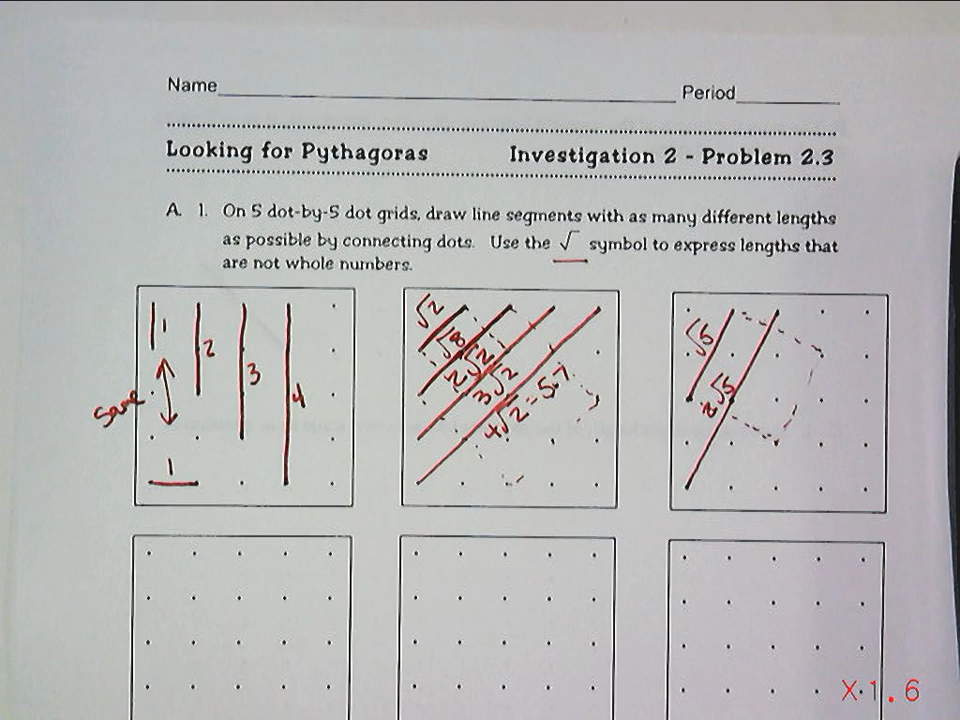 Name Period
Looking for Pythagoras Investigation 2 - Problem 2.3
A. 1. On 5 dot-by-5 dot grids, draw line segments with as many different lengths
as possible by connecting dots. Use the √ symbol to express lengths that
are not whole numbers.
1 2 3 4
same
1
√2
√8
2√2
3√2
4√2 = 5.7
√5
2√5
X1.6